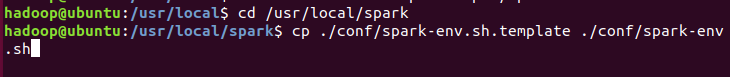 hadoop@ubuntu:/usr/local$ cd /usr/local/spark
hadoop@ubuntu:/usr/local/spark$ cp ./conf/spark-env.sh.template ./conf/spark-env
.sh